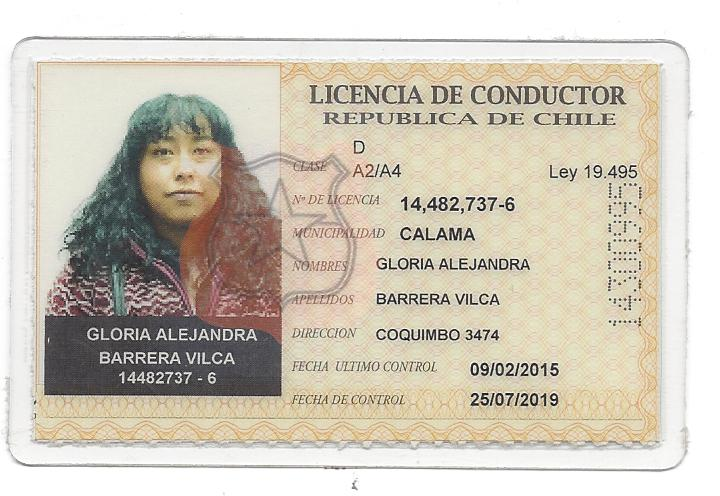 LICENCIA DE CONDUCTOR
REPUBLICA DE CHILE
D
CLASE A2/A4 Ley 19.495
Nº DE LICENCIA 14,482,737-6
MUNICIPALIDAD CALAMA
NOMBRES GLORIA ALEJANDRA
APELLIDOS BARRERA VILCA
DIRECCION COQUIMBO 3474
FECHA ULTIMO CONTROL 09/02/2015
FECHA DE CONTROL 25/07/2019
GLORIA ALEJANDRA
BARRERA VILCA
14482737 - 6
14300995